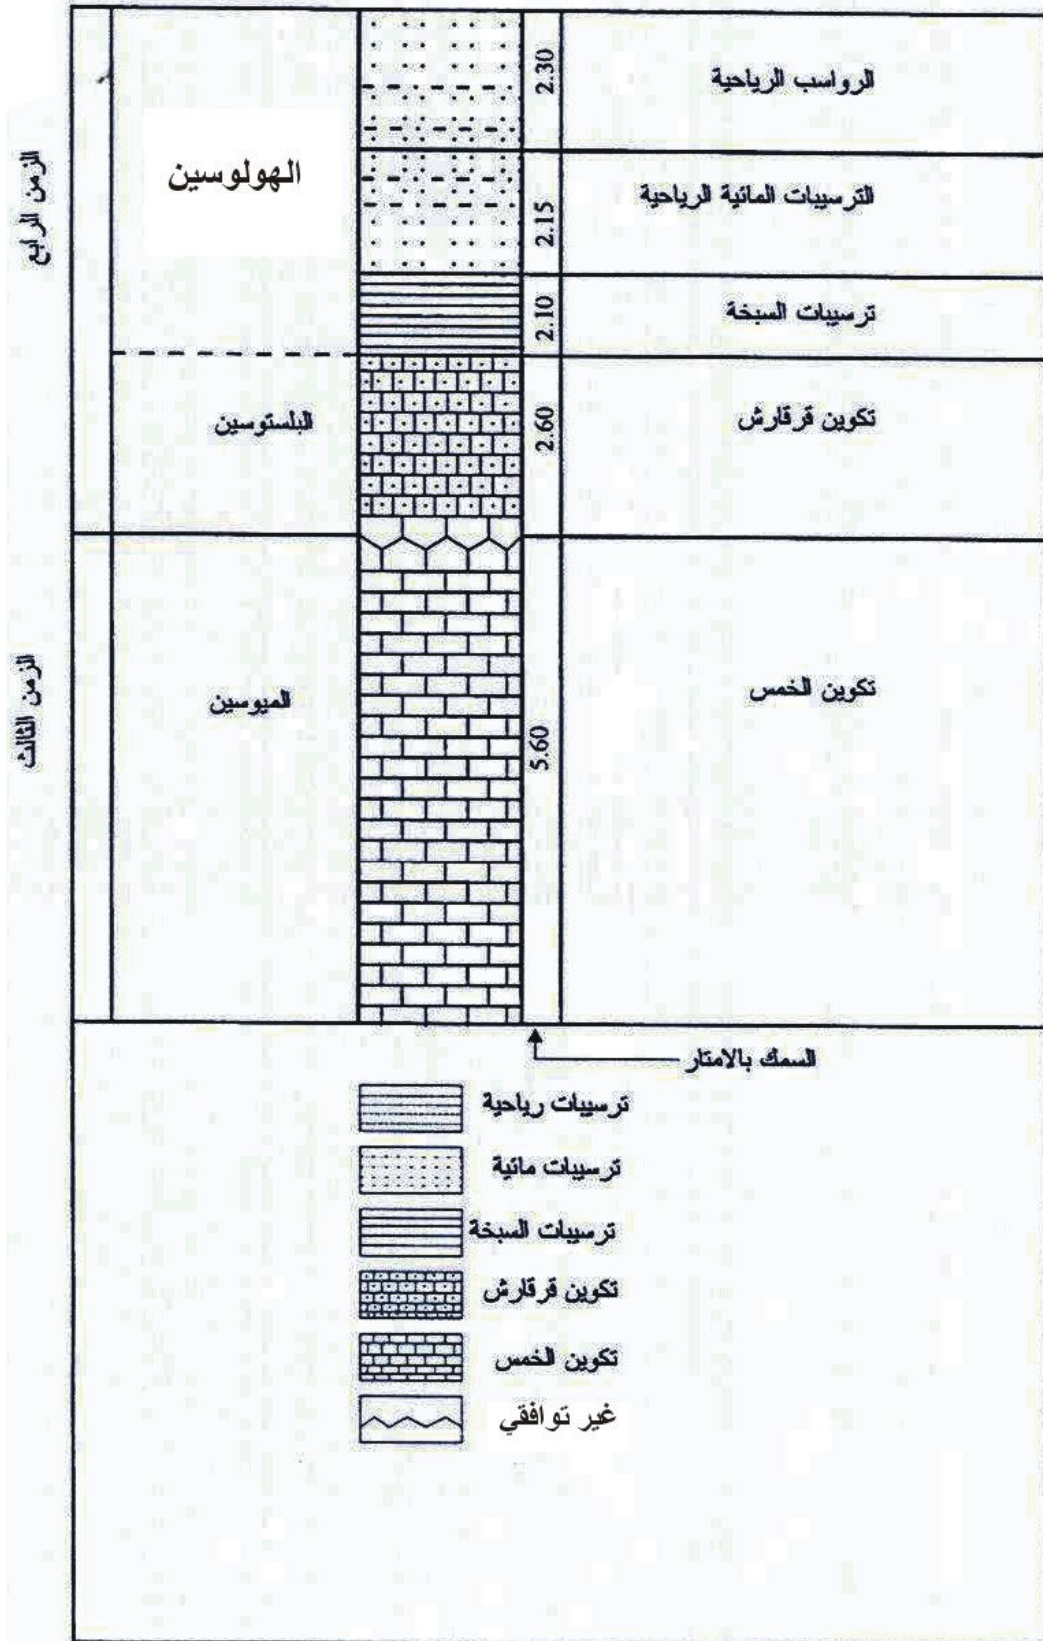 الرواسب الرياحية
2.30
الهولوسين
الزمن الرابع
الترسيبات المائية الرياحية
2.15
ترسيبات السبخة
2.10
تكوين قرقارش
2.60
البلستوسين
تكوين الخمس
5.60
الميوسين
الزمن الثالث
السمك بالامتار
ترسيبات رياحية
ترسيبات مائية
ترسيبات السبخة
تكوين قرقارش
تكوين الخمس
غير توافقي